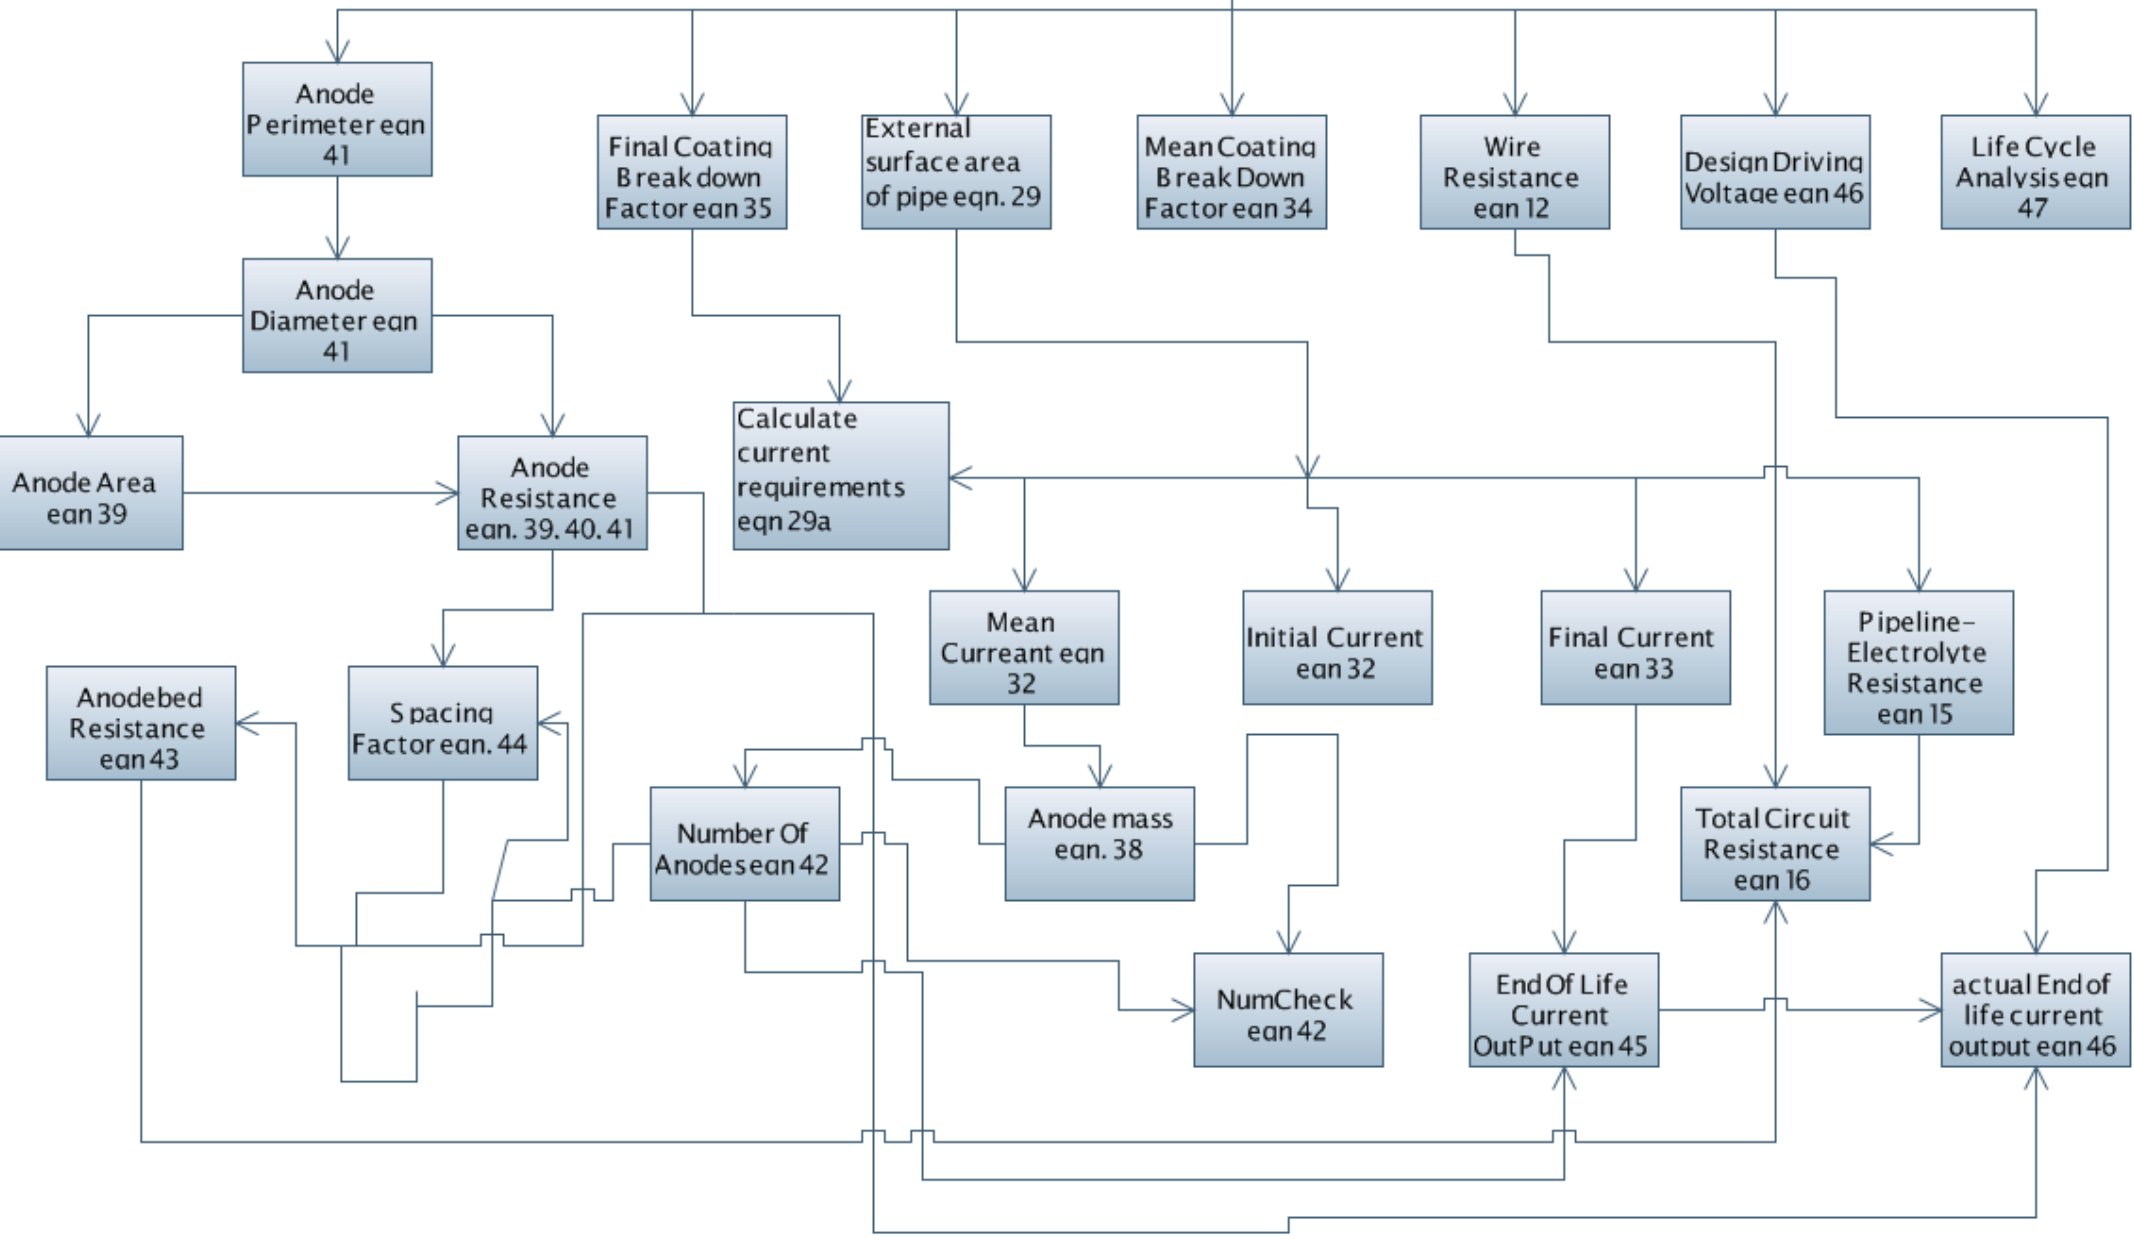 Anode
Perimeter eqn
41
Final Coating
Break down
Factor eqn 35
External
surface area
of pipe eqn. 29
Mean Coating
Break Down
Factor eqn 34
Wire
Resistance
eqn 12
Design Driving
Voltage eqn 46
Life Cycle
Analysis eqn
47
Anode
Diameter eqn
41
Anode Area
eqn 39
Anode
Resistance
eqn. 39. 40. 41
Calculate
current
requirements
eqn 29a
Mean
Curreant eqn
32
Initial Current
eqn 32
Final Current
eqn 33
Pipeline-
Electrolyte
Resistance
eqn 15
Anodebed
Resistance
eqn 43
Spacing
Factor eqn. 44
Number Of
Anodes eqn 42
Anode mass
eqn. 38
Total Circuit
Resistance
eqn 16
NumCheck
eqn 42
End Of Life
Current
OutPut eqn 45
actual End of
life current
output eqn 46